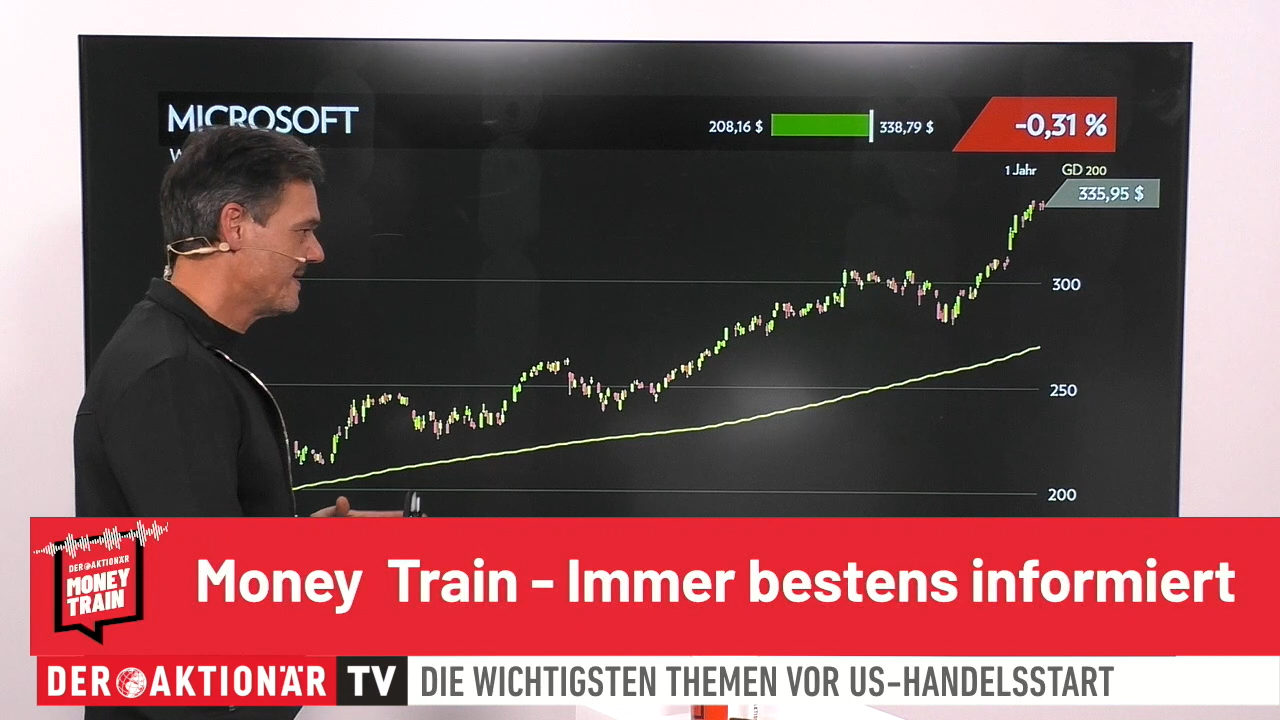 MICROSOFT
208,16 $
338,79 $
-0,31 %
W
1 Jahr GD 200
335,95 $
300
250
200
DER AKTIONÄR
MONEY
TRAIN
Money Train - Immer bestens informiert
DER AKTIONÄR TV
DIE WICHTIGSTEN THEMEN VOR US-HANDELSSTART